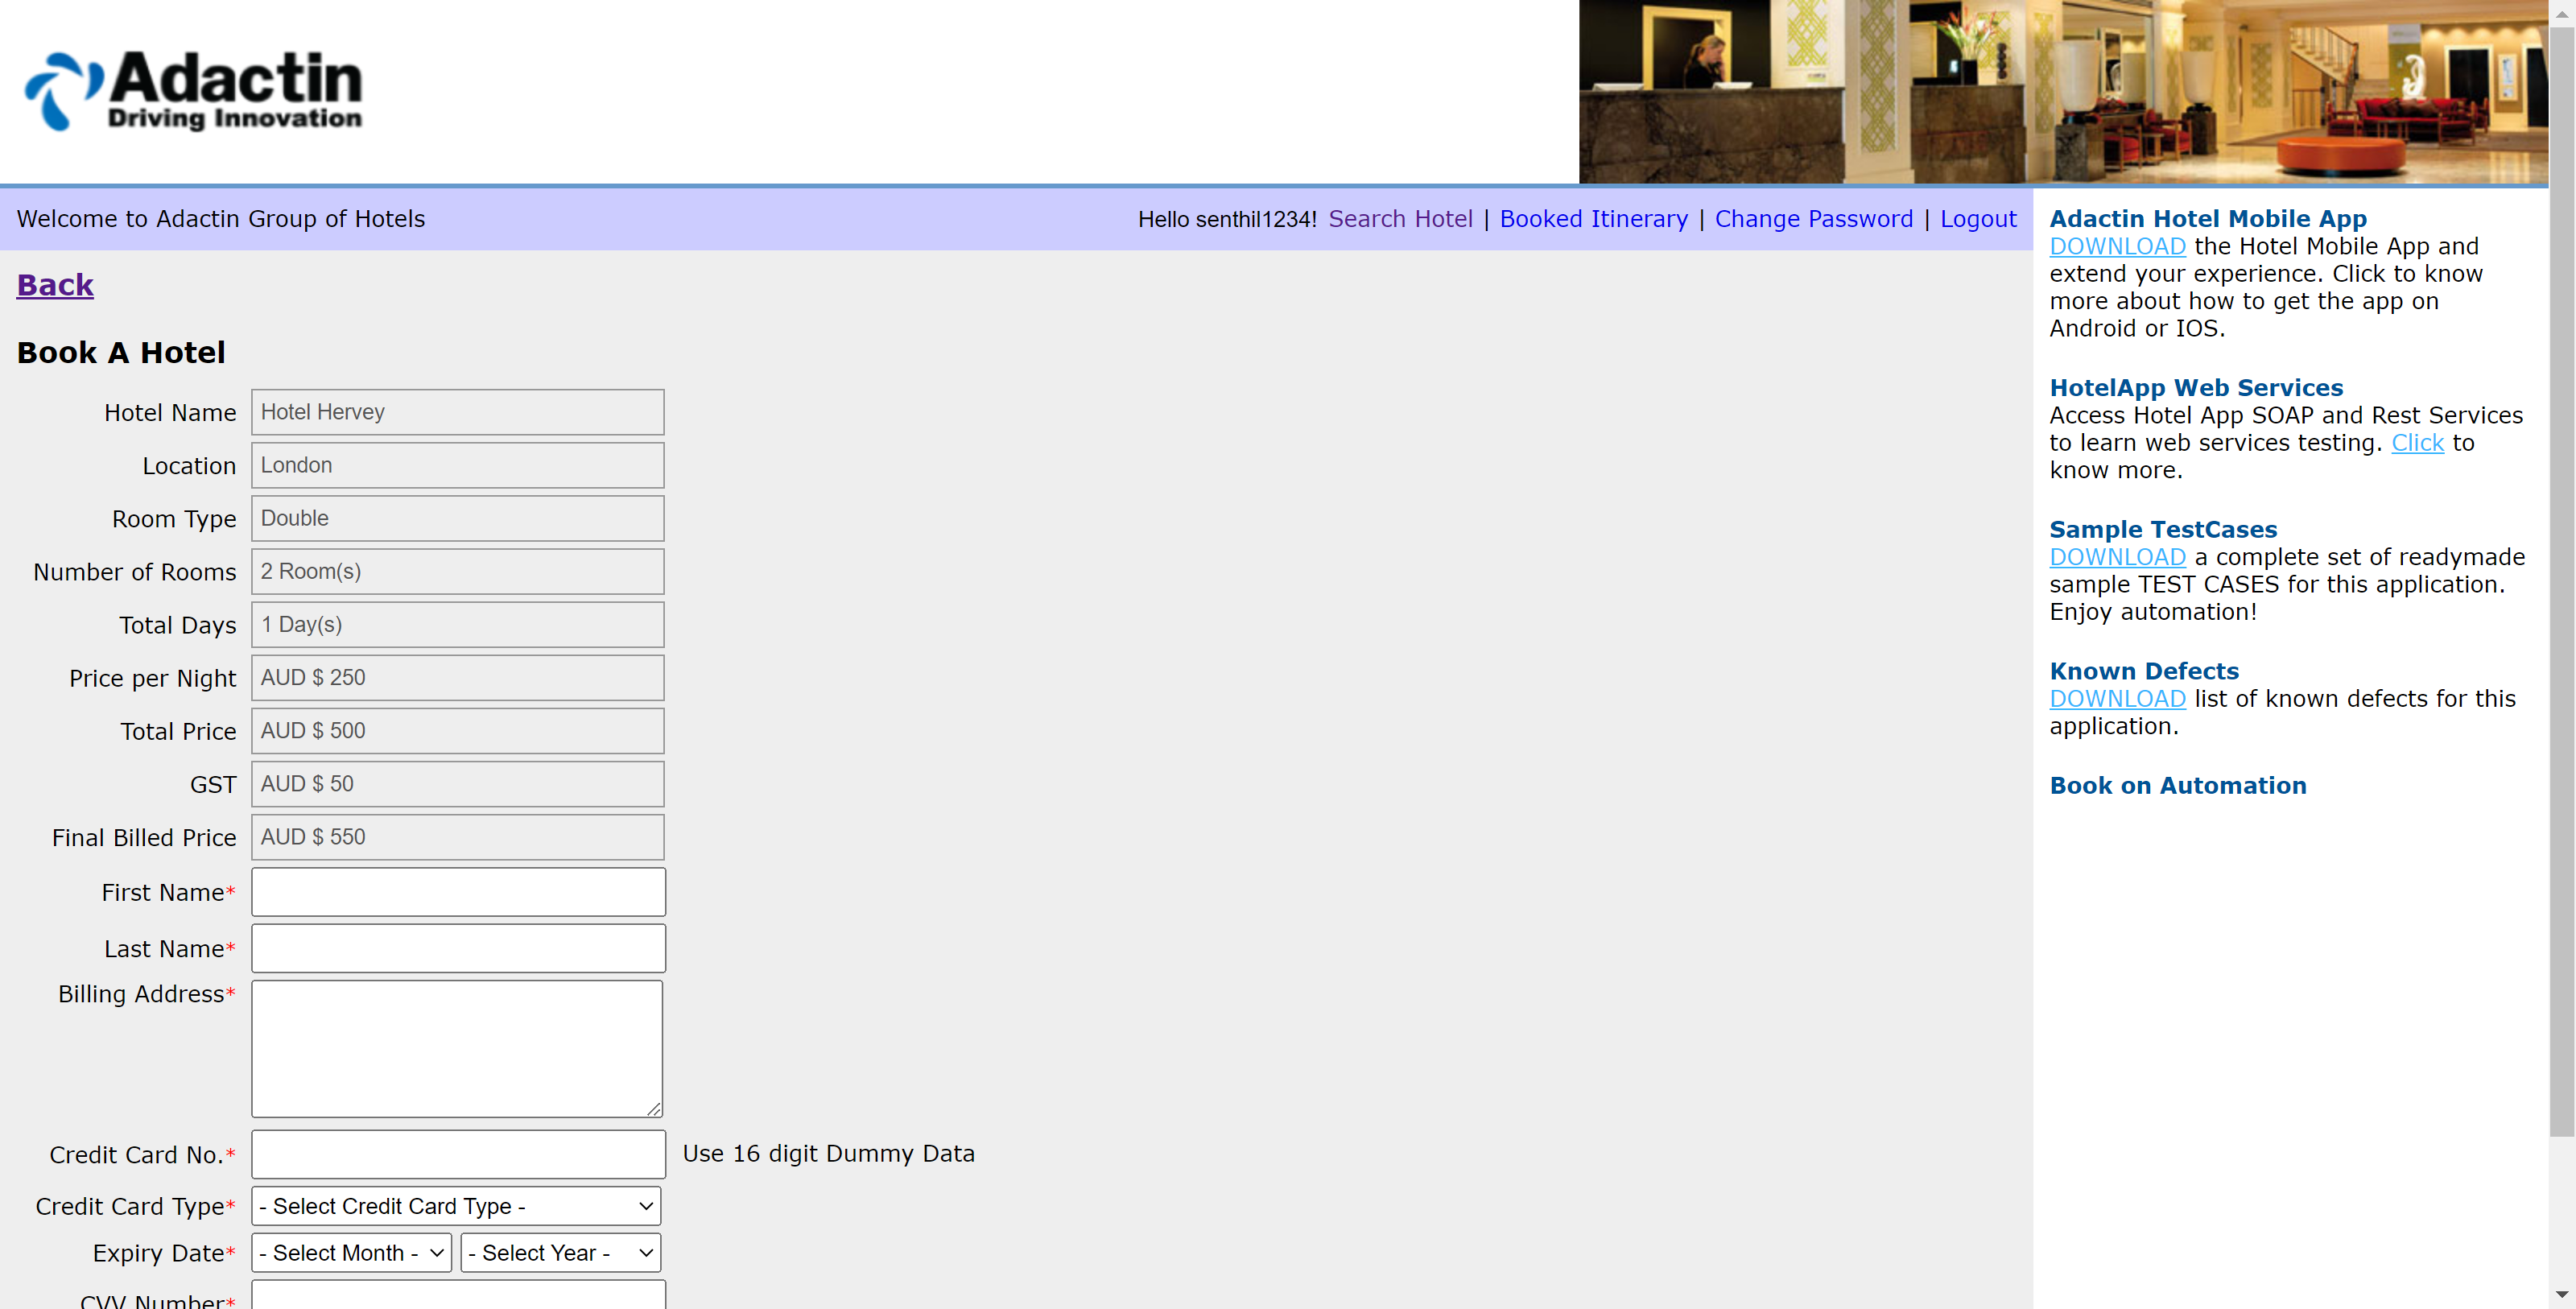 Adactin
Driving Innovation
Welcome to Adactin Group of Hotels
Hello senthil1234! Search Hotel | Booked Itinerary | Change Password | Logout
Back
Book A Hotel
Hotel Name Hotel Hervey
Location London
Room Type Double
Number of Rooms 2 Room(s)
Total Days 1 Day(s)
Price per Night AUD $ 250
Total Price AUD $ 500
GST AUD $ 50
Final Billed Price AUD $ 550
First Name*
Last Name*
Billing Address*
Credit Card No.* Use 16 digit Dummy Data
Credit Card Type* - Select Credit Card Type -
Expiry Date* - Select Month - - Select Year -
CVV Number*
Adactin Hotel Mobile App
DOWNLOAD the Hotel Mobile App and
extend your experience. Click to know
more about how to get the app on
Android or IOS.
HotelApp Web Services
Access Hotel App SOAP and Rest Services
to learn web services testing. Click to
know more.
Sample TestCases
DOWNLOAD a complete set of readymade
sample TEST CASES for this application.
Enjoy automation!
Known Defects
DOWNLOAD list of known defects for this
application.
Book on Automation